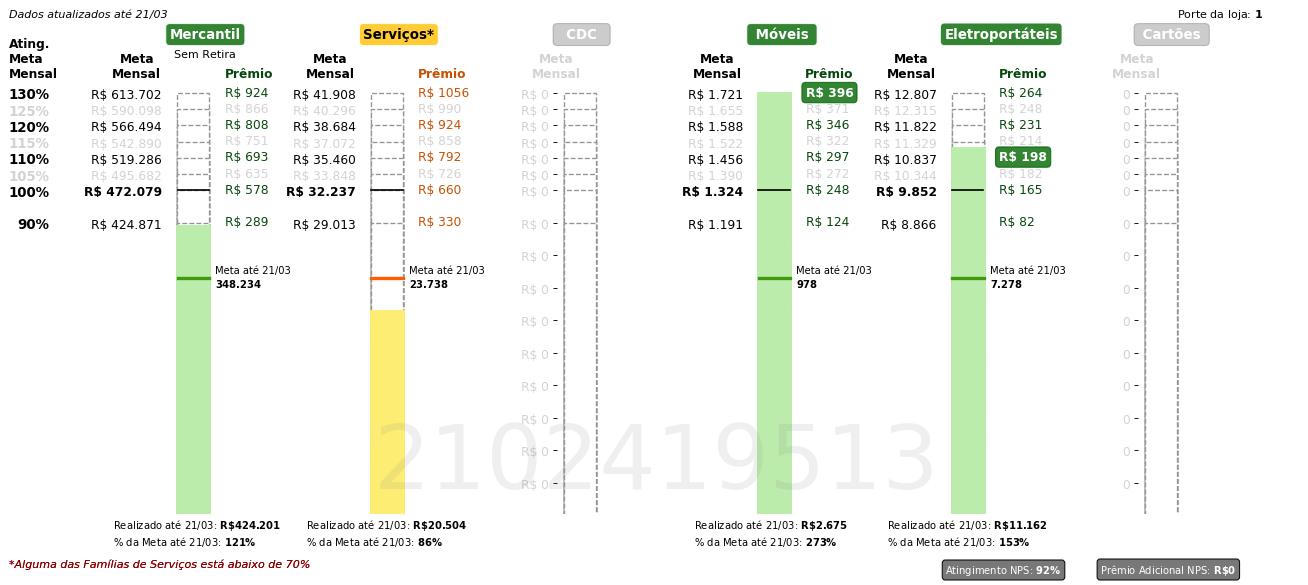 Dados atualizados até 21/03
Porte da loja: 1
Mercantil
Serviços*
CDC
Móveis
Eletroportáteis
Cartões
Ating. Meta Mensal
Sem Retira
Meta Mensal Prêmio Meta Mensal Prêmio Meta Mensal Meta Mensal Prêmio Meta Mensal Prêmio Meta Mensal
130% R$ 613.702 R$ 924 R$ 41.908 R$ 1056 R$ 0 R$ 1.721 R$ 396 R$ 12.807 R$ 264 0
125% R$ 590.098 R$ 866 R$ 40.296 R$ 990 R$ 0 R$ 1.655 R$ 371 R$ 12.315 R$ 248 0
120% R$ 566.494 R$ 808 R$ 38.684 R$ 924 R$ 0 R$ 1.588 R$ 346 R$ 11.822 R$ 231 0
115% R$ 542.890 R$ 751 R$ 37.072 R$ 858 R$ 0 R$ 1.522 R$ 322 R$ 11.329 R$ 214 0
110% R$ 519.286 R$ 693 R$ 35.460 R$ 792 R$ 0 R$ 1.456 R$ 297 R$ 10.837 R$ 198 0
105% R$ 495.682 R$ 635 R$ 33.848 R$ 726 R$ 0 R$ 1.390 R$ 272 R$ 10.344 R$ 182 0
100% R$ 472.079 R$ 578 R$ 32.237 R$ 660 R$ 0 R$ 1.324 R$ 248 R$ 9.852 R$ 165 0
90% R$ 424.871 R$ 289 R$ 29.013 R$ 330 R$ 0 R$ 1.191 R$ 124 R$ 8.866 R$ 82 0
R$ 0 0
Meta até 21/03 Meta até 21/03 Meta até 21/03 Meta até 21/03
348.234 23.738 R$ 0 978 7.278 0
R$ 0 0
R$ 0 0
R$ 0 0
R$ 0 0
R$ 0 0
R$ 0 0
2102419513
Realizado até 21/03: R$424.201 Realizado até 21/03: R$20.504 Realizado até 21/03: R$2.675 Realizado até 21/03: R$11.162
% da Meta até 21/03: 121% % da Meta até 21/03: 86% % da Meta até 21/03: 273% % da Meta até 21/03: 153%
*Alguma das Famílias de Serviços está abaixo de 70%
Atingimento NPS: 92%
Prêmio Adicional NPS: R$0